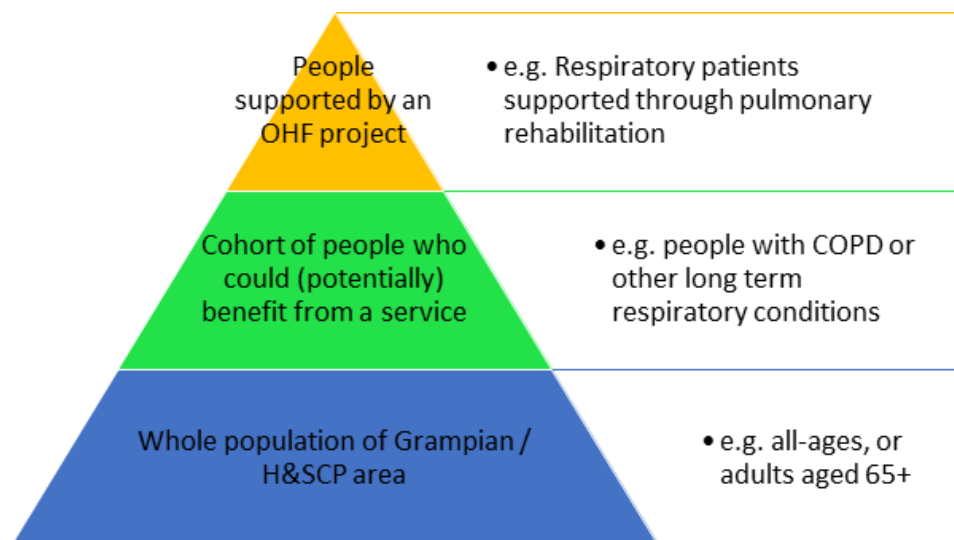 People
supported by an
OHF project
• e.g. Respiratory patients
supported through pulmonary
rehabilitation
Cohort of people who
could (potentially)
benefit from a service
• e.g. people with COPD or
other long term
respiratory conditions
Whole population of Grampian /
H&SCP area
• e.g. all-ages, or
adults aged 65+